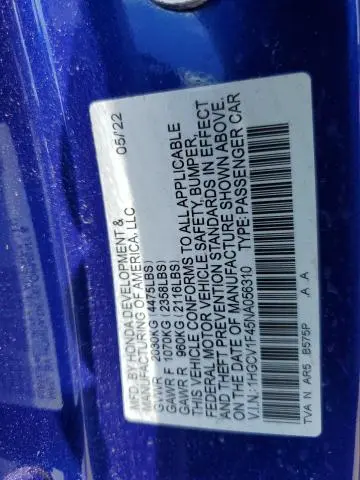 MFD. BY HONDA DEVELOPMENT &
MANUFACTURING OF AMERICA, LLC 05/22
GVWR 2030KG (4475LBS)
GAWR F 1070KG (2358LBS)
GAWR R 960KG (2116LBS)
THIS VEHICLE CONFORMS TO ALL APPLICABLE
FEDERAL MOTOR VEHICLE SAFETY, BUMPER,
AND THEFT PREVENTION STANDARDS IN EFFECT
ON THE DATE OF MANUFACTURE SHOWN ABOVE.
V.I.N.: 1HGCV1F45NA056310 TYPE: PASSENGER CAR
TVA N AR5 B575P A A